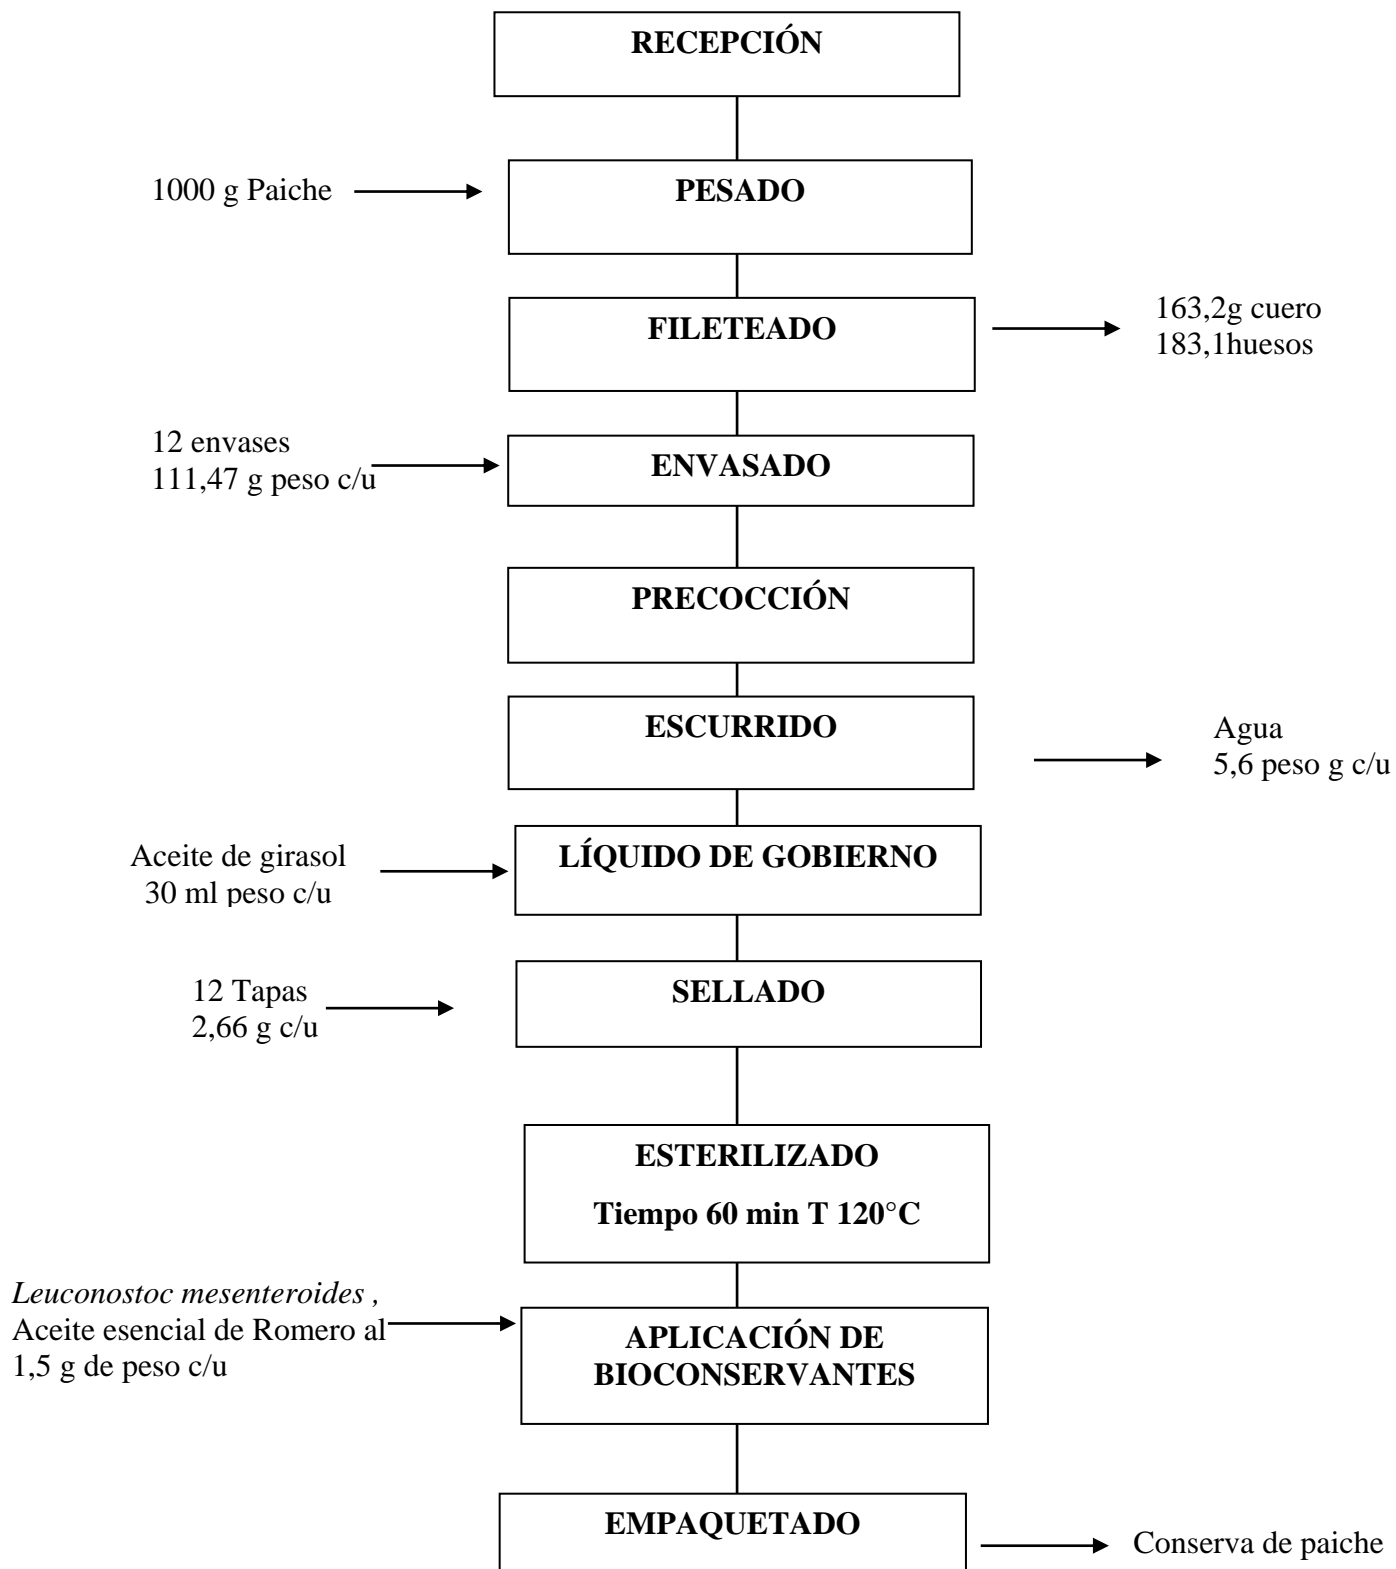 RECEPCIÓN
1000 g Paiche
PESADO
FILETEADO
163,2g cuero
183,1huesos
12 envases
111,47 g peso c/u
ENVASADO
PRECOCCIÓN
ESCURRIDO
Agua
5,6 peso g c/u
Aceite de girasol
30 ml peso c/u
LÍQUIDO DE GOBIERNO
12 Tapas
2,66 g c/u
SELLADO
ESTERILIZADO
Tiempo 60 min T 120°C
Leuconostoc mesenteroides ,
Aceite esencial de Romero al
1,5 g de peso c/u
APLICACIÓN DE
BIOCONSERVANTES
EMPAQUETADO
Conserva de paiche